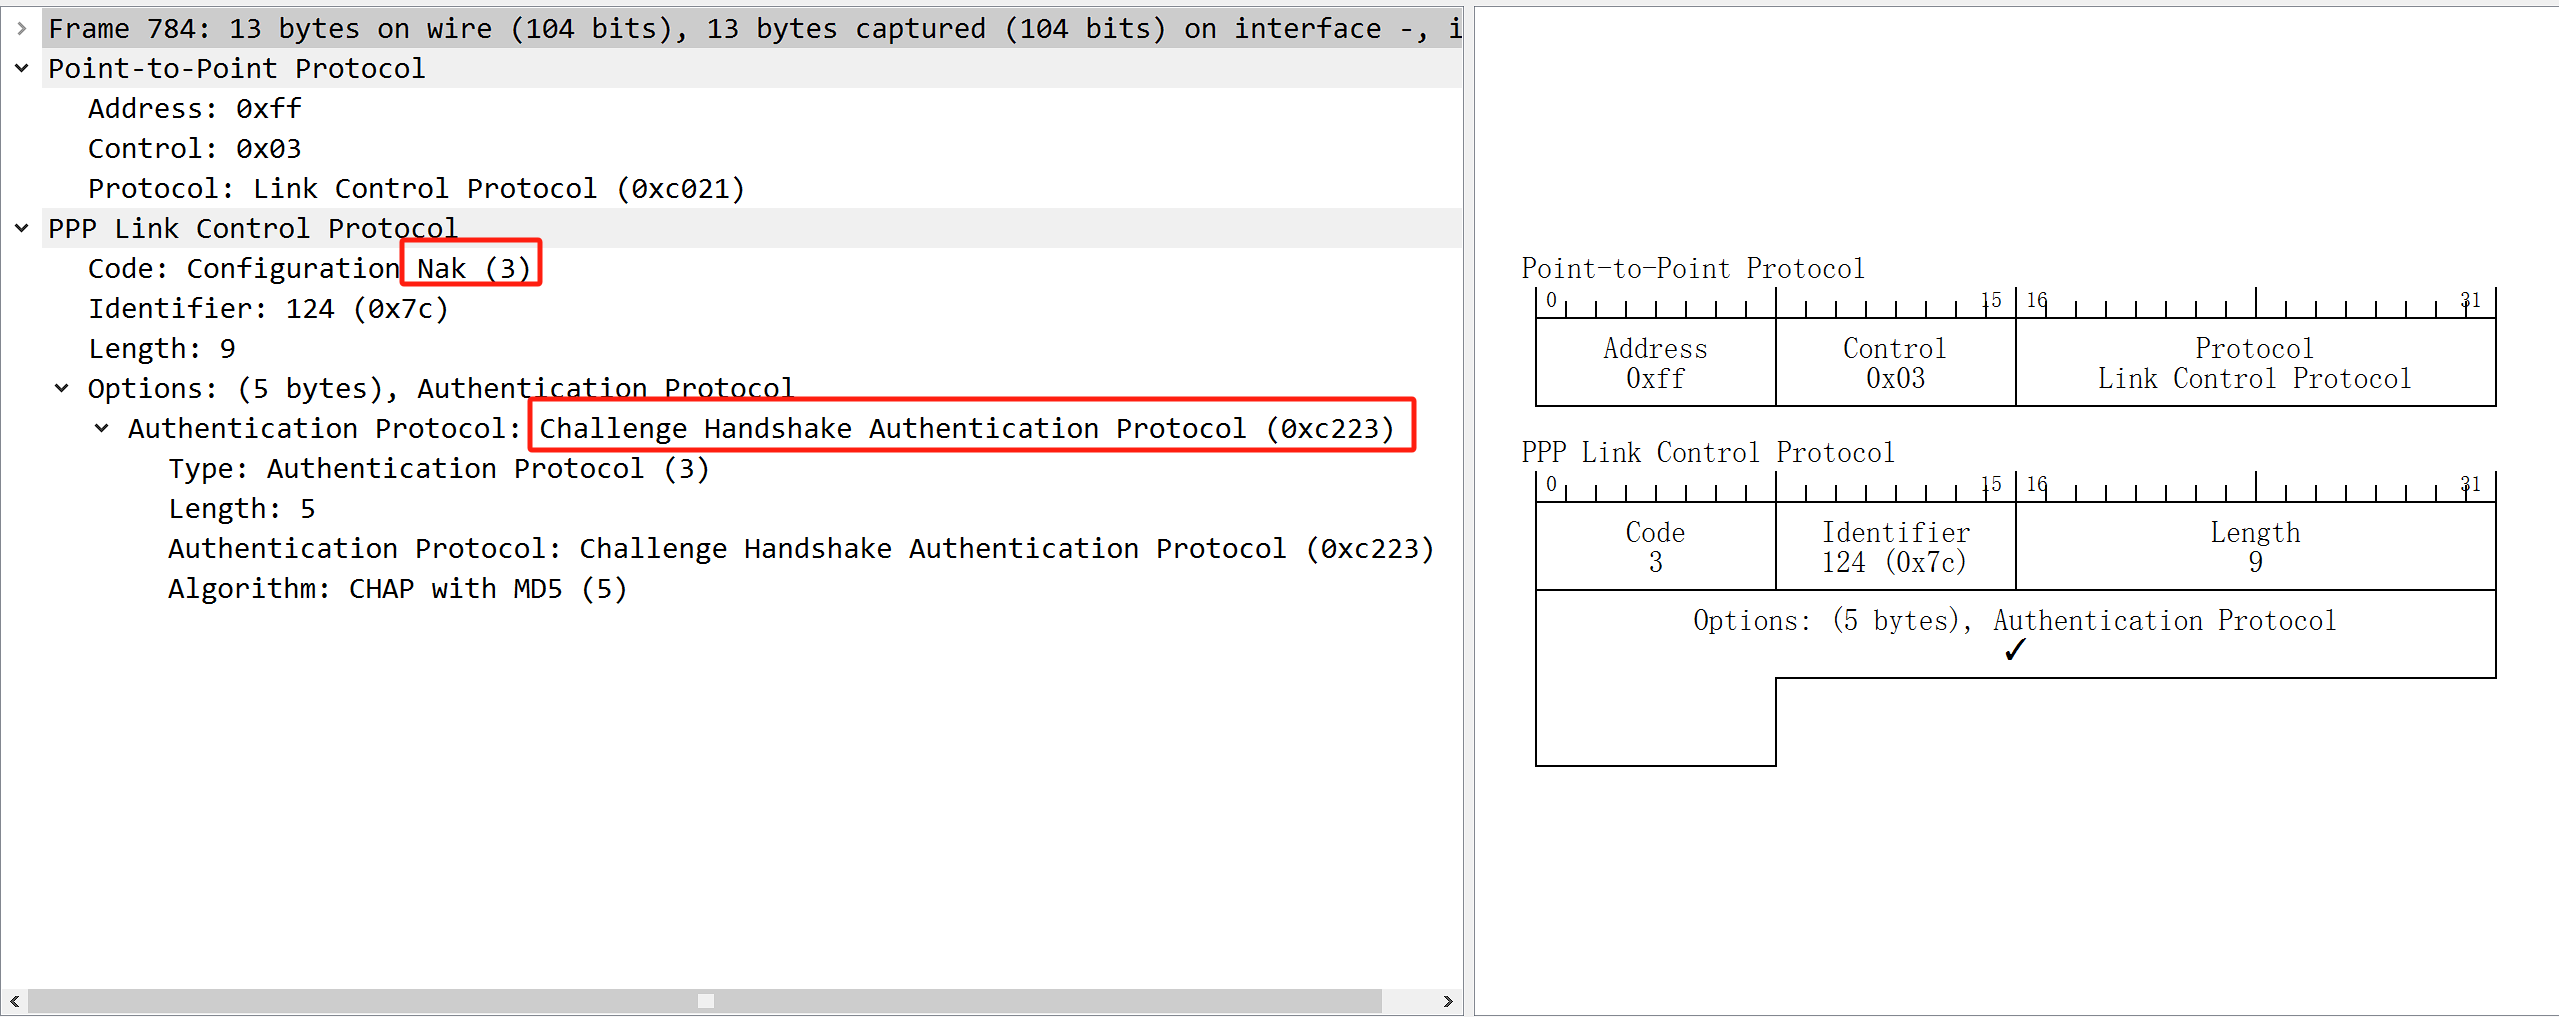 Frame 784: 13 bytes on wire (104 bits), 13 bytes captured (104 bits) on interface -, i
Point-to-Point Protocol
Address: 0xff
Control: 0x03
Protocol: Link Control Protocol (0xc021)
PPP Link Control Protocol
Code: Configuration Nak (3)
Identifier: 124 (0x7c)
Length: 9
Options: (5 bytes), Authentication Protocol
Authentication Protocol: Challenge Handshake Authentication Protocol (0xc223)
Type: Authentication Protocol (3)
Length: 5
Authentication Protocol: Challenge Handshake Authentication Protocol (0xc223)
Algorithm: CHAP with MD5 (5)
Point-to-Point Protocol
0 15 16 31
Address Control Protocol
0xff 0x03 Link Control Protocol
PPP Link Control Protocol
0 15 16 31
Code Identifier Length
3 124 (0x7c) 9
Options: (5 bytes), Authentication Protocol
✓